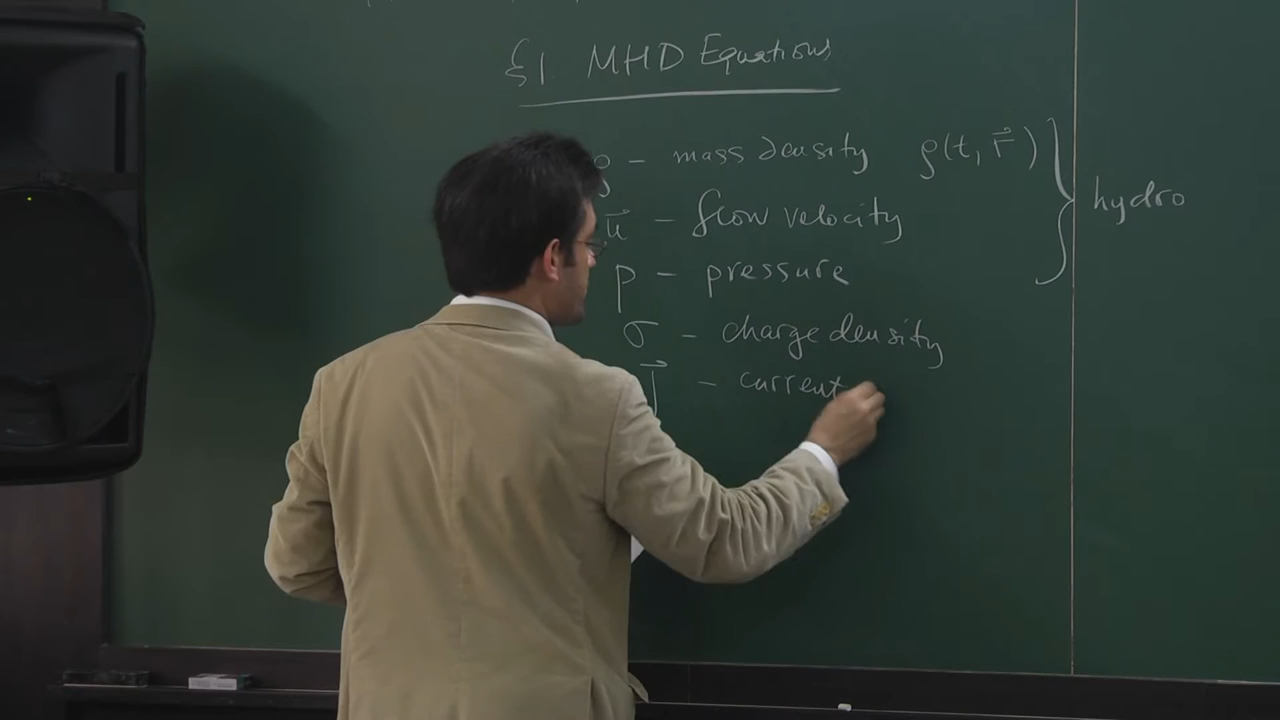 §1. MHD Equations
ρ – mass density ρ(t, r⃗) } hydro
u⃗ – flow velocity
p – pressure
σ – charge density
j⃗ – current